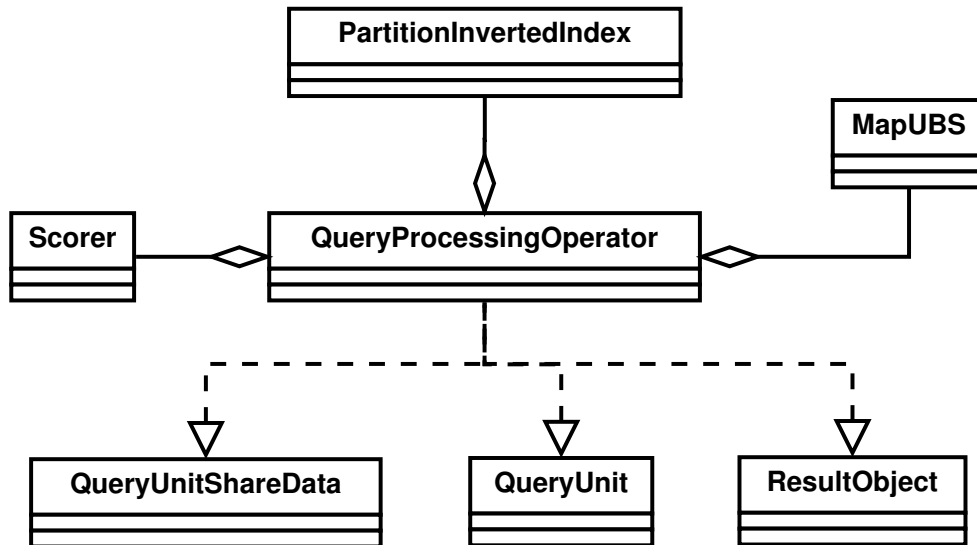 PartitionInvertedIndex
MapUBS
Scorer
QueryProcessingOperator
QueryUnitShareData
QueryUnit
ResultObject